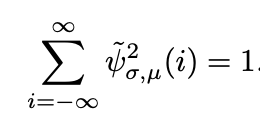 ∑_{i=−∞}^{∞} ψ̃²_{σ,μ}(i) = 1.